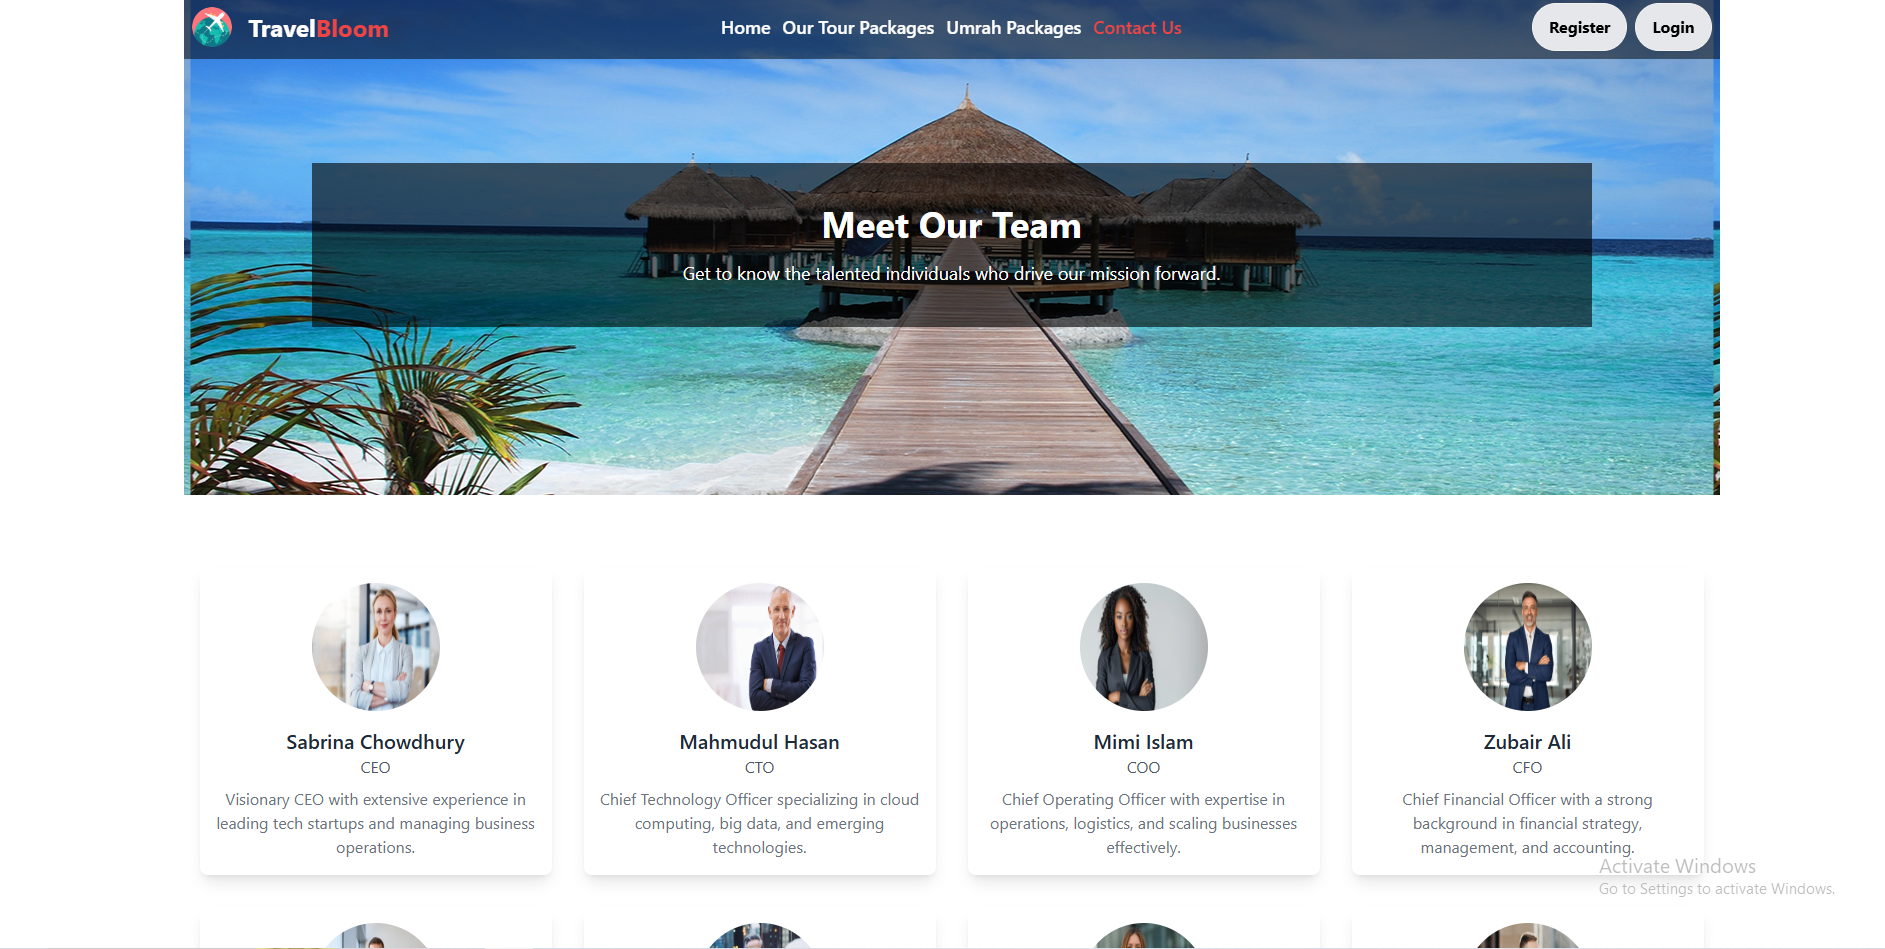 TravelBloom
Home Our Tour Packages Umrah Packages Contact Us
Register Login
Meet Our Team
Get to know the talented individuals who drive our mission forward.
Sabrina Chowdhury
CEO
Visionary CEO with extensive experience in
leading tech startups and managing business
operations.
Mahmudul Hasan
CTO
Chief Technology Officer specializing in cloud
computing, big data, and emerging
technologies.
Mimi Islam
COO
Chief Operating Officer with expertise in
operations, logistics, and scaling businesses
effectively.
Zubair Ali
CFO
Chief Financial Officer with a strong
background in financial strategy,
management, and accounting.
Activate Windows
Go to Settings to activate Windows.